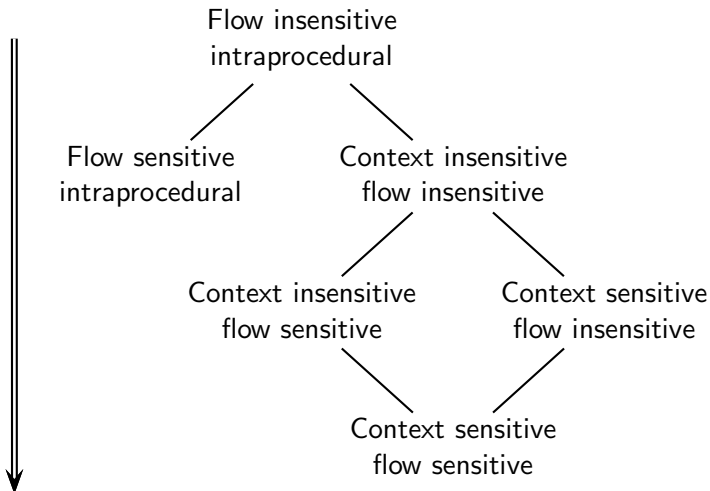 Flow insensitive
intraprocedural
Flow sensitive
intraprocedural
Context insensitive
flow insensitive
Context insensitive
flow sensitive
Context sensitive
flow insensitive
Context sensitive
flow sensitive